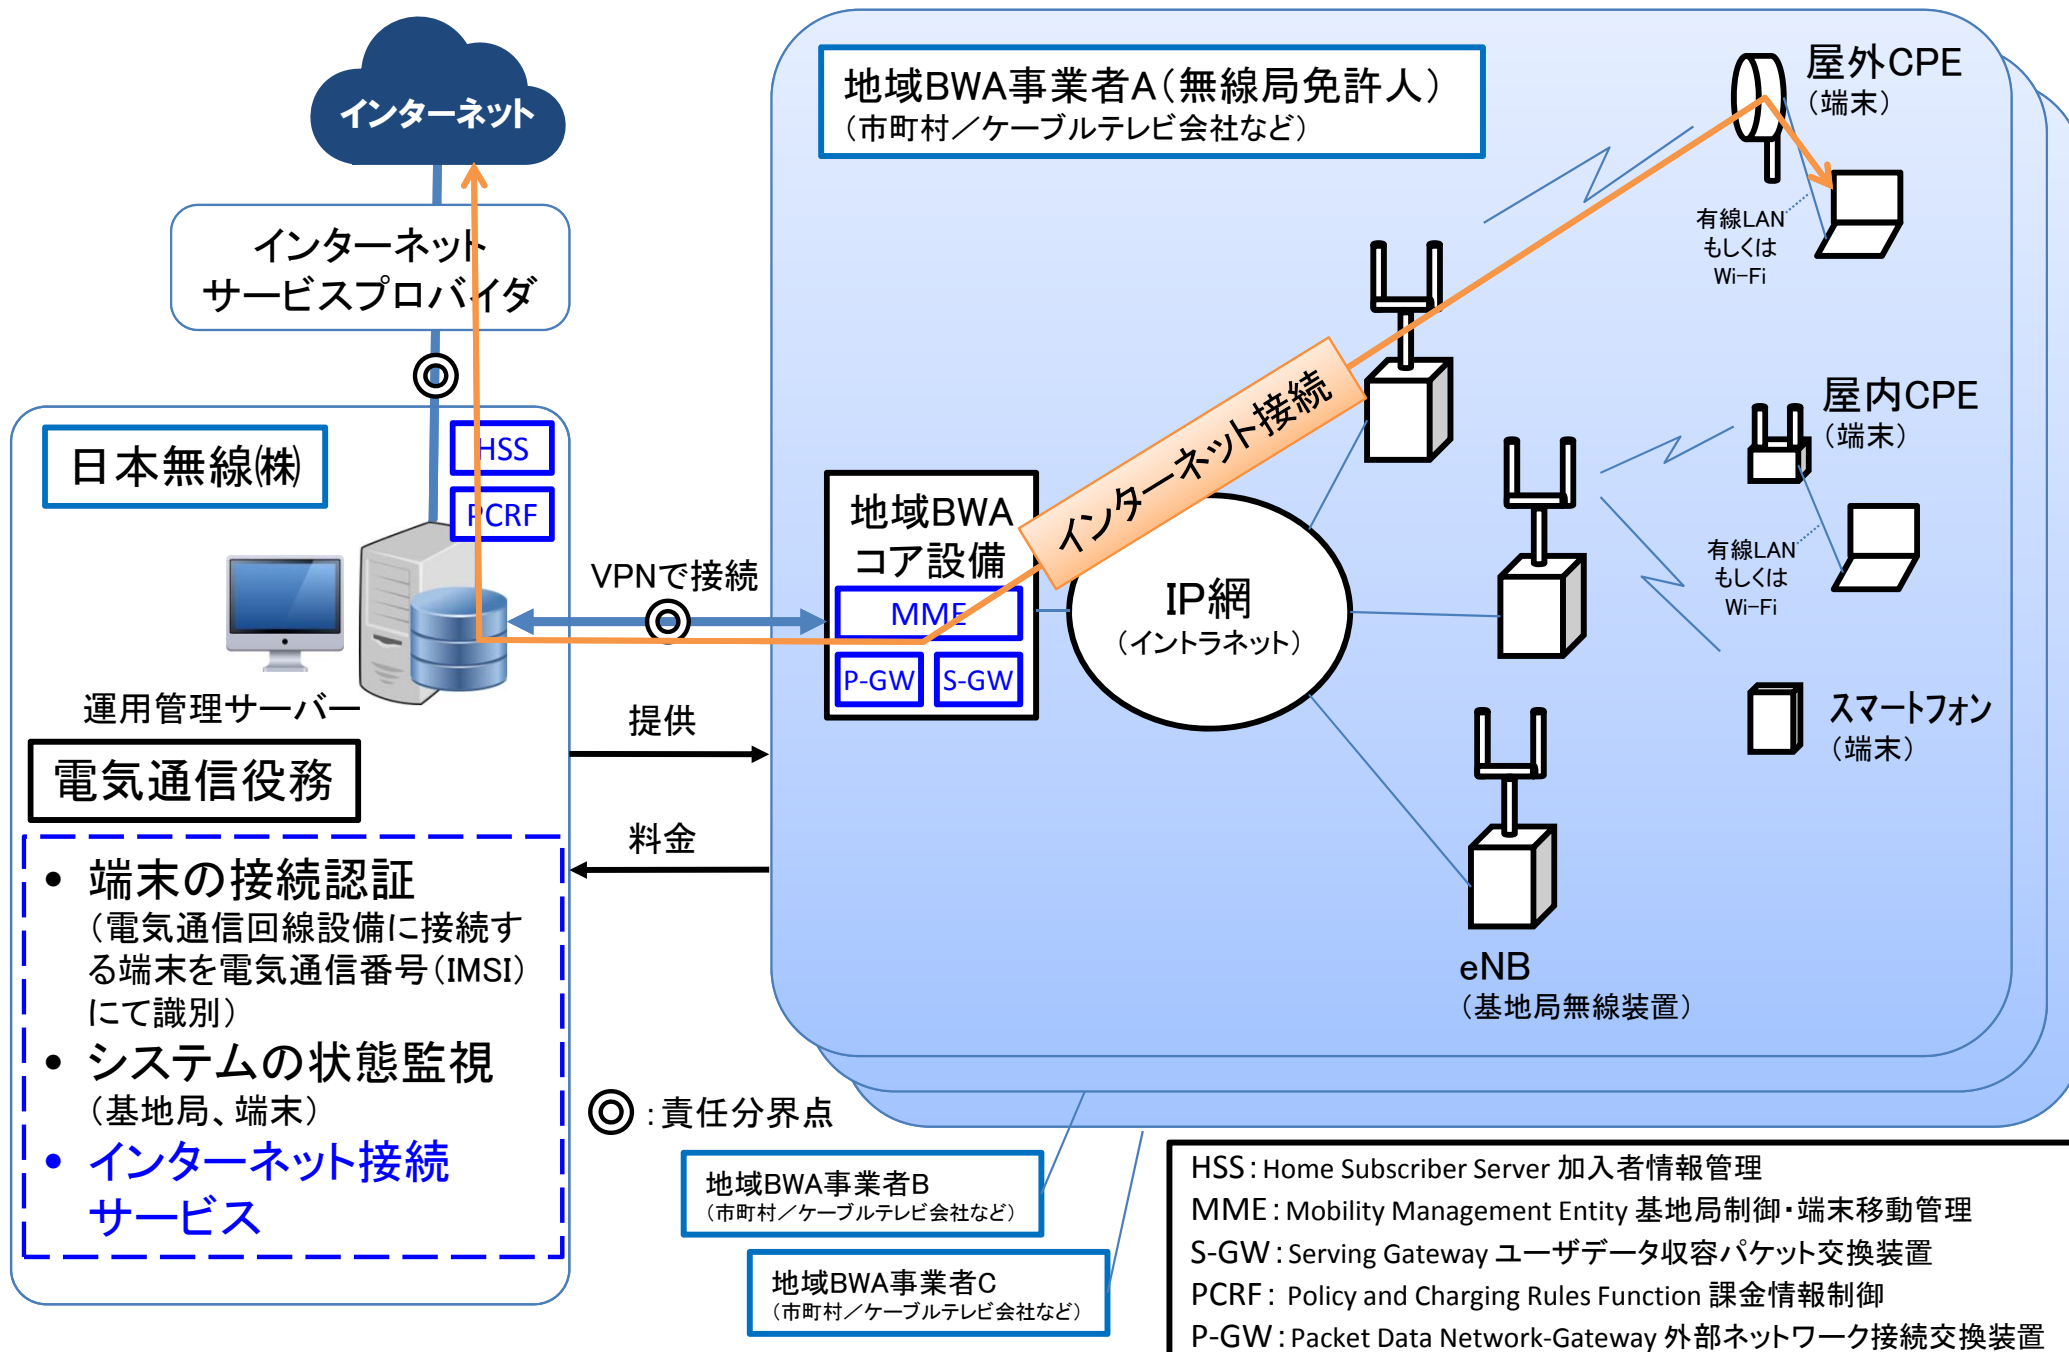 インターネット
インターネット
サービスプロバイダ
日本無線㈱
HSS
PCRF
運用管理サーバー
電気通信役務
• 端末の接続認証
（電気通信回線設備に接続す
る端末を電気通信番号（IMSI）
にて識別）
• システムの状態監視
（基地局、端末）
• インターネット接続
サービス
VPNで接続
提供
料金
◎：責任分界点
地域BWA事業者A（無線局免許人）
（市町村／ケーブルテレビ会社など）
地域BWA
コア設備
MME
P-GW
S-GW
インターネット接続
IP網
（イントラネット）
屋外CPE
（端末）
有線LAN
もしくは
Wi-Fi
屋内CPE
（端末）
有線LAN
もしくは
Wi-Fi
スマートフォン
（端末）
eNB
（基地局無線装置）
地域BWA事業者B
（市町村／ケーブルテレビ会社など）
地域BWA事業者C
（市町村／ケーブルテレビ会社など）
HSS：Home Subscriber Server 加入者情報管理
MME：Mobility Management Entity 基地局制御・端末移動管理
S-GW：Serving Gateway ユーザデータ収容パケット交換装置
PCRF： Policy and Charging Rules Function 課金情報制御
P-GW：Packet Data Network-Gateway 外部ネットワーク接続交換装置